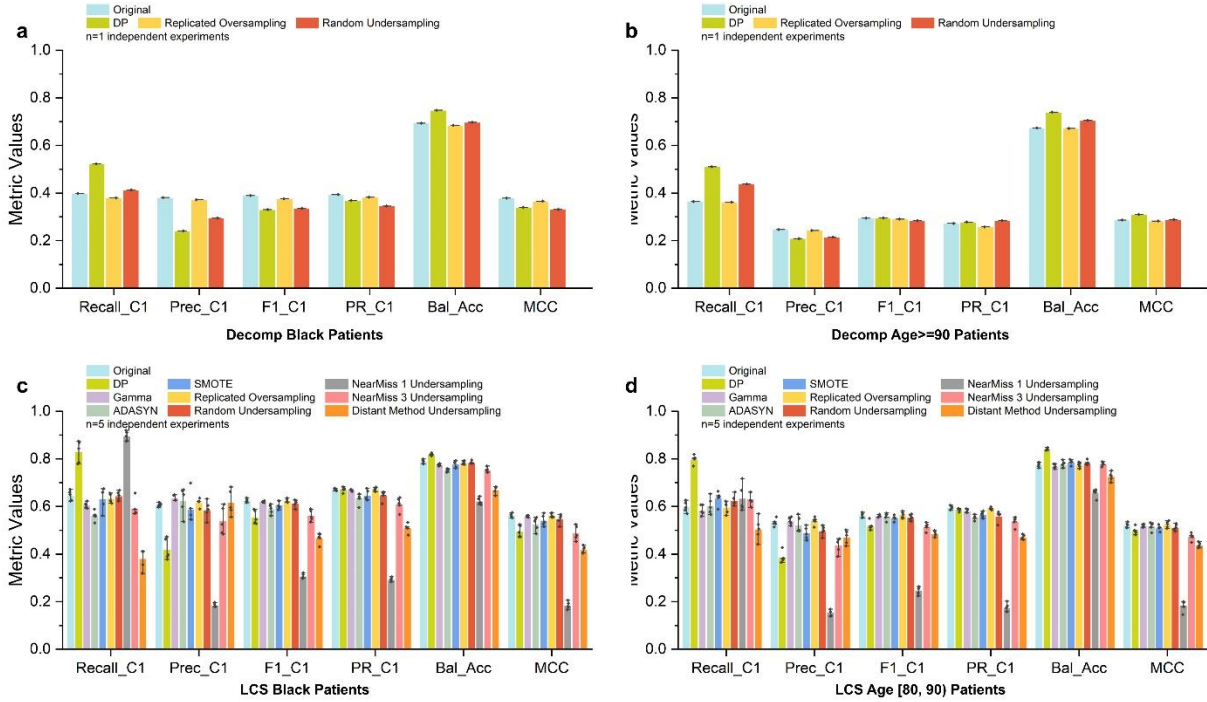 a
Original
DP Replicated Oversampling Random Undersampling
n=1 independent experiments
1.0
0.8
0.6
0.4
0.2
0.0
Metric Values
Recall_C1 Prec_C1 F1_C1 PR_C1 Bal_Acc MCC
Decomp Black Patients
b
Original
DP Replicated Oversampling Random Undersampling
n=1 independent experiments
1.0
0.8
0.6
0.4
0.2
0.0
Metric Values
Recall_C1 Prec_C1 F1_C1 PR_C1 Bal_Acc MCC
Decomp Age>=90 Patients
c
Original
DP SMOTE NearMiss 1 Undersampling
Gamma Replicated Oversampling NearMiss 3 Undersampling
ADASYN Random Undersampling Distant Method Undersampling
n=5 independent experiments
1.0
0.8
0.6
0.4
0.2
0.0
Metric Values
Recall_C1 Prec_C1 F1_C1 PR_C1 Bal_Acc MCC
LCS Black Patients
d
Original
DP SMOTE NearMiss 1 Undersampling
Gamma Replicated Oversampling NearMiss 3 Undersampling
ADASYN Random Undersampling Distant Method Undersampling
n=5 independent experiments
1.0
0.8
0.6
0.4
0.2
0.0
Metric Values
Recall_C1 Prec_C1 F1_C1 PR_C1 Bal_Acc MCC
LCS Age [80, 90) Patients